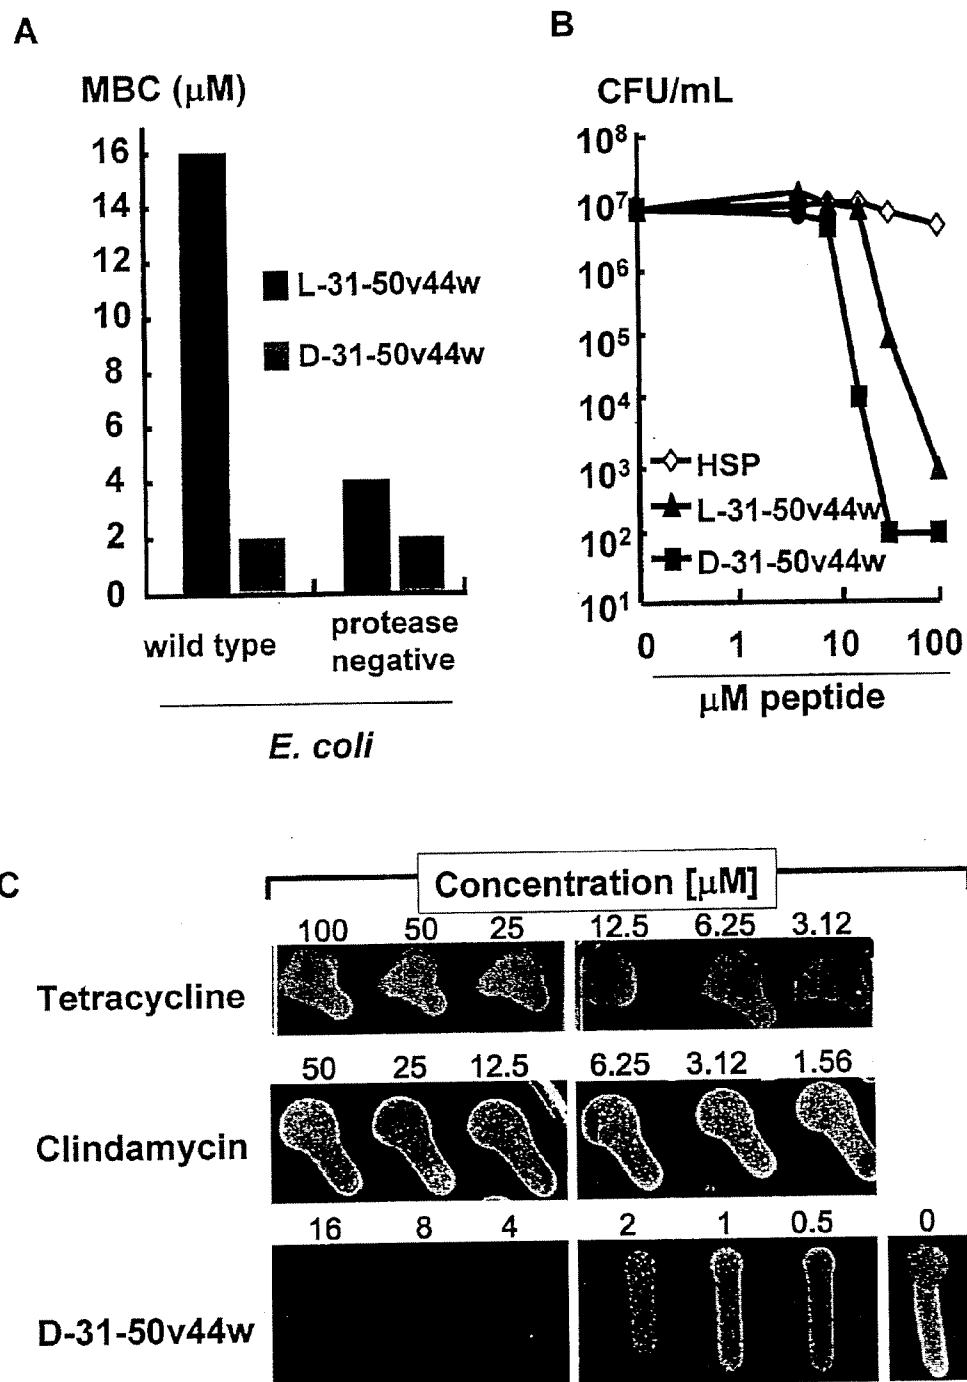 A
MBC (μM)
16
14
12
10
8
6
4
2
0
L-31-50v44w
D-31-50v44w
wild type
protease
negative
E. coli
B
CFU/mL
10⁸
10⁷
10⁶
10⁵
10⁴
10³
10²
10¹
HSP
L-31-50v44w
D-31-50v44w
0 1 10 100
μM peptide
C
Concentration [μM]
100 50 25 12.5 6.25 3.12
Tetracycline
50 25 12.5 6.25 3.12 1.56
Clindamycin
16 8 4 2 1 0.5 0
D-31-50v44w